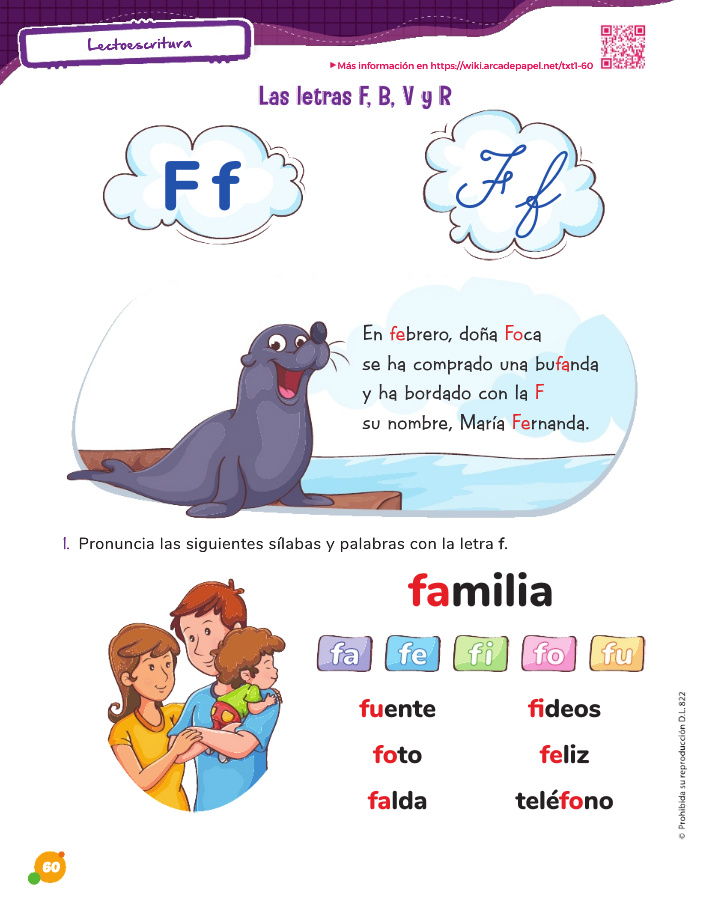 Lectoescritura
▶Más información en https://wiki.arcadepapel.net/txt1-60
Las letras F, B, V y R
F f
F f
En febrero, doña Foca
se ha comprado una bufanda
y ha bordado con la F
su nombre, María Fernanda.
1. Pronuncia las siguientes sílabas y palabras con la letra f.
familia
fa fe fi fo fu
fuente fideos
foto feliz
falda teléfono
© Prohibida su reproducción D.L.822
60